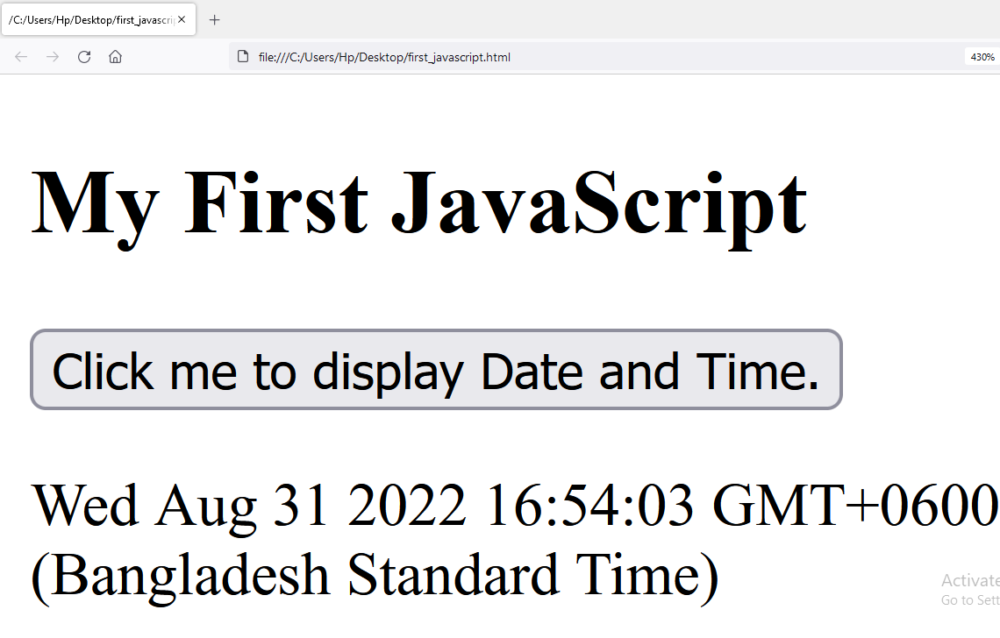 /C:/Users/Hp/Desktop/first_javascri
file:///C:/Users/Hp/Desktop/first_javascript.html
430%
My First JavaScript
Click me to display Date and Time.
Wed Aug 31 2022 16:54:03 GMT+0600
(Bangladesh Standard Time)
Activate
Go to Sett